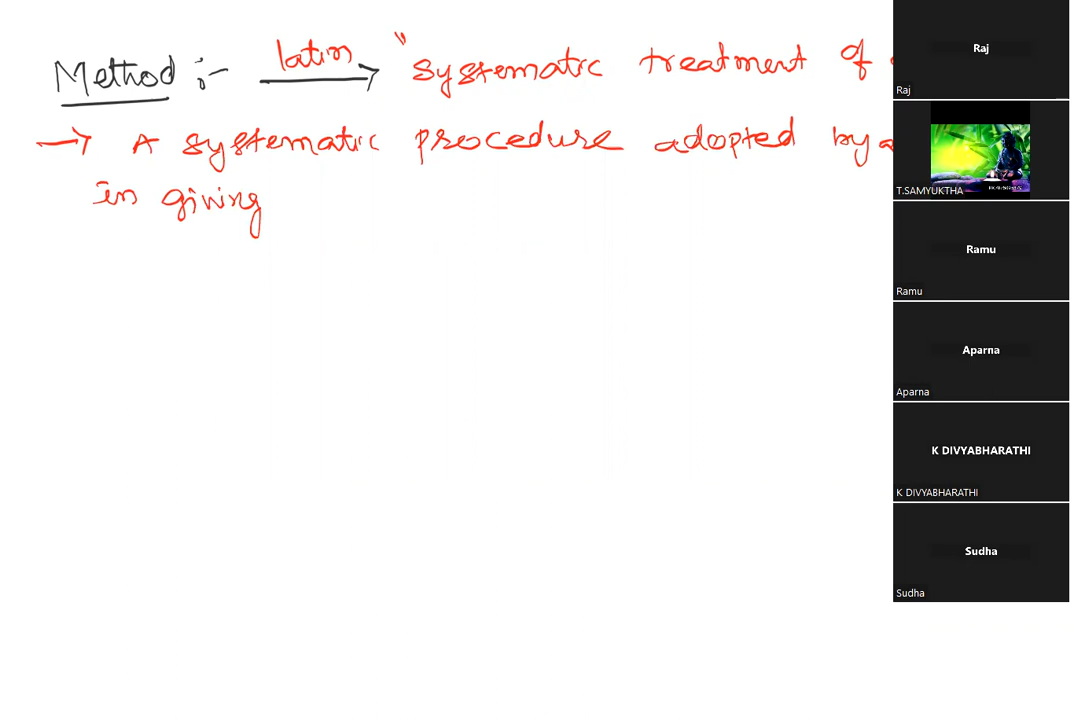 Method :- latin → " systematic treatment of
→ A systematic procedure adopted by a
in giving
Raj
Raj
T.SAMYUKTHA
Ramu
Ramu
Aparna
Aparna
K DIVYABHARATHI
K DIVYABHARATHI
Sudha
Sudha